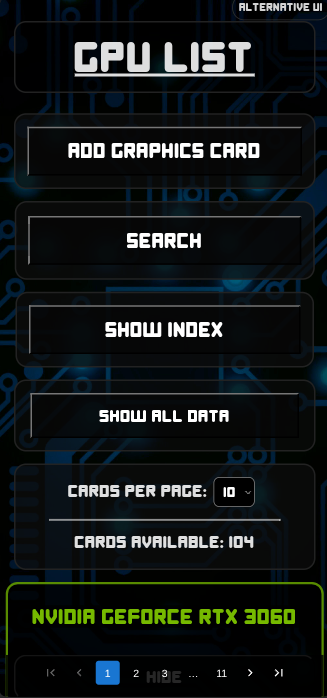 ALTERNATIVE UI
GPU LIST
ADD GRAPHICS CARD
SEARCH
SHOW INDEX
SHOW ALL DATA
CARDS PER PAGE: 10
CARDS AVAILABLE: 104
NVIDIA GEFORCE RTX 3060
HIDE
1 2 3 ... 11